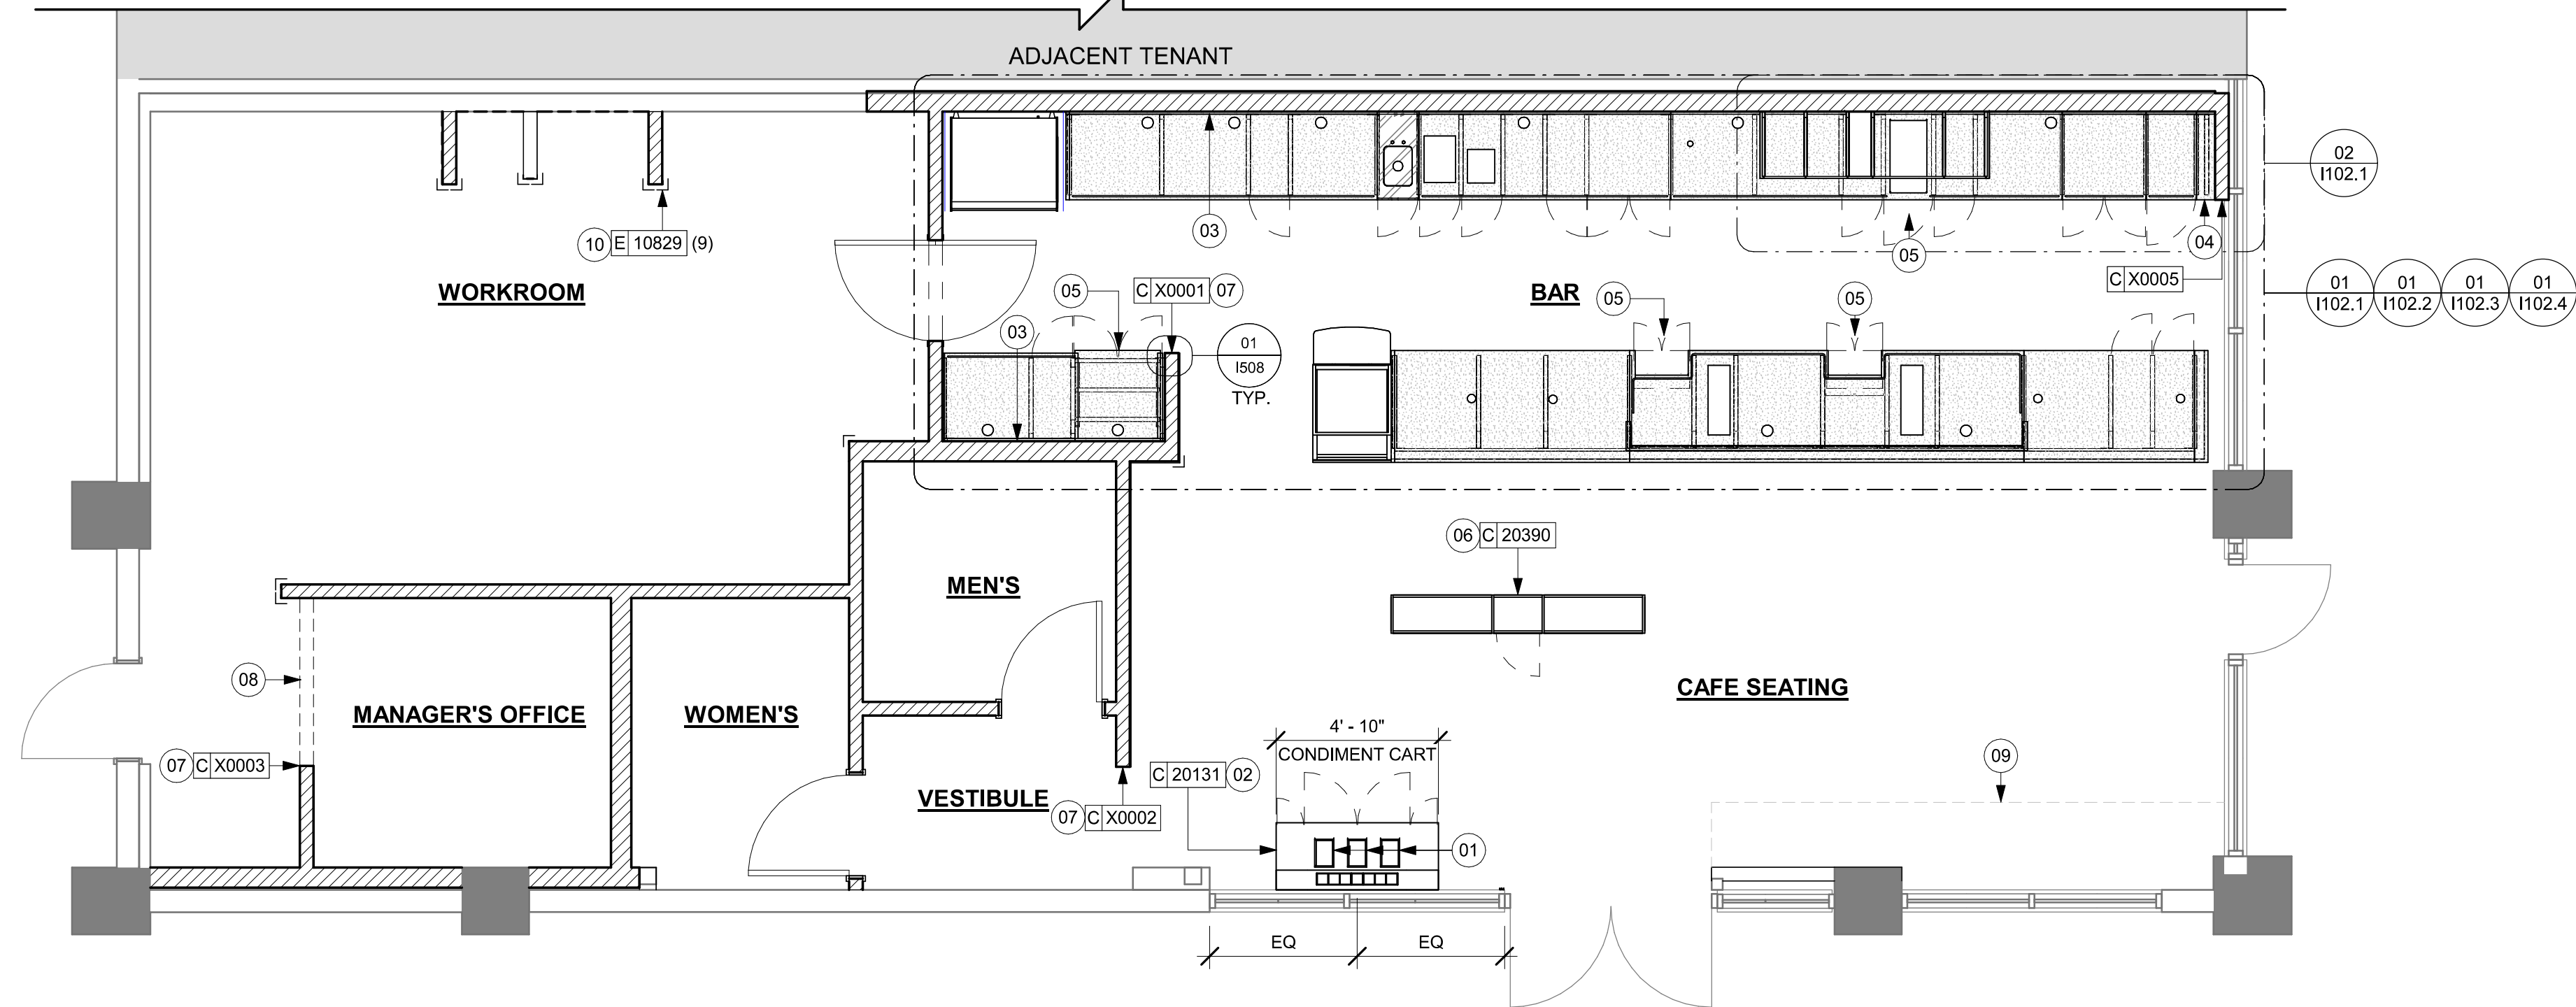 ADJACENT TENANT
02
I102.1
03
05
04
10 E 10829 (9)
WORKROOM
05
C X0001 07
BAR
05
05
C X0005
01 01 01 01
I102.1 I102.2 I102.3 I102.4
03
01
I508
TYP.
06 C 20390
MEN'S
08
MANAGER'S OFFICE
WOMEN'S
CAFE SEATING
4' - 10"
CONDIMENT CART
07 C X0003
C 20131 02
09
VESTIBULE
07 C X0002
01
EQ EQ